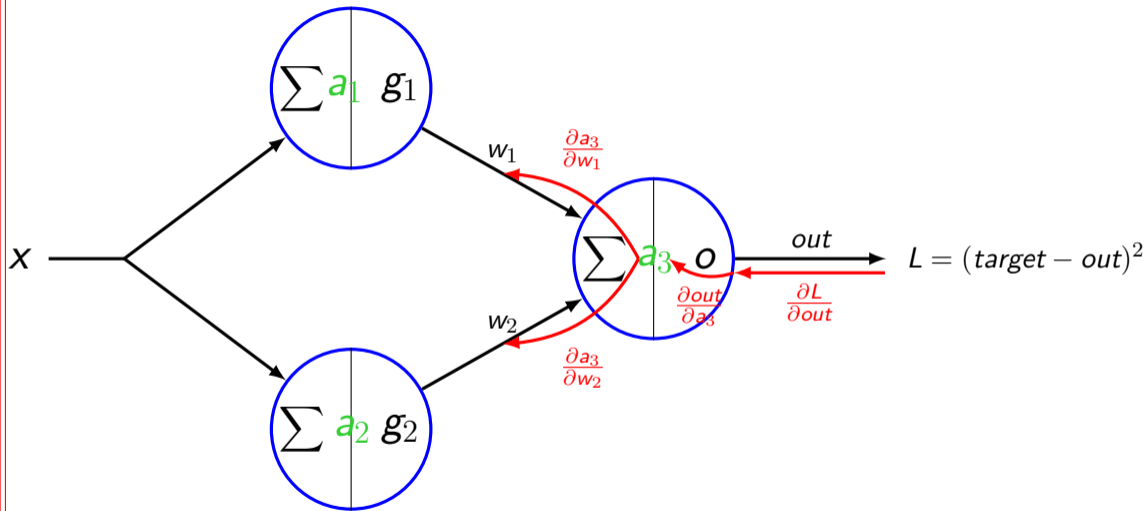 ∑ a₁ g₁
w₁
∂a₃/∂w₁
x
∑ a₃ o
out
L = (target − out)²
∂out/∂a₃
∂L/∂out
w₂
∂a₃/∂w₂
∑ a₂ g₂